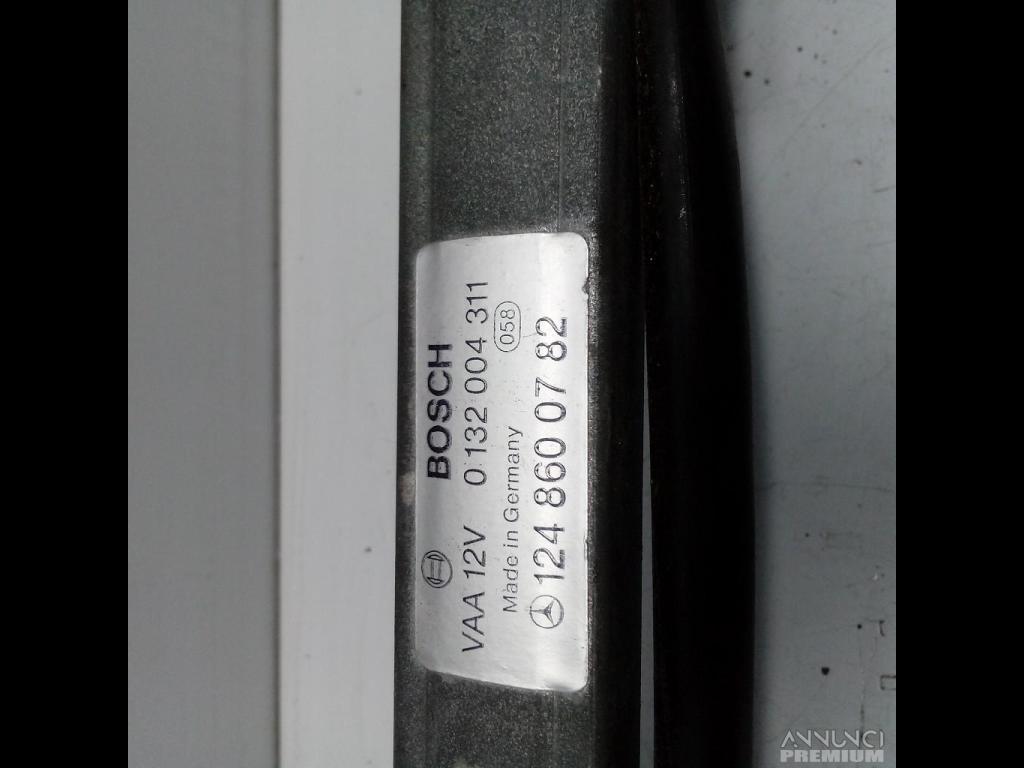 BOSCH
VAA 12V 0 132 004 311
Made in Germany 058
124 860 07 82
ANNUNCI
PREMIUM